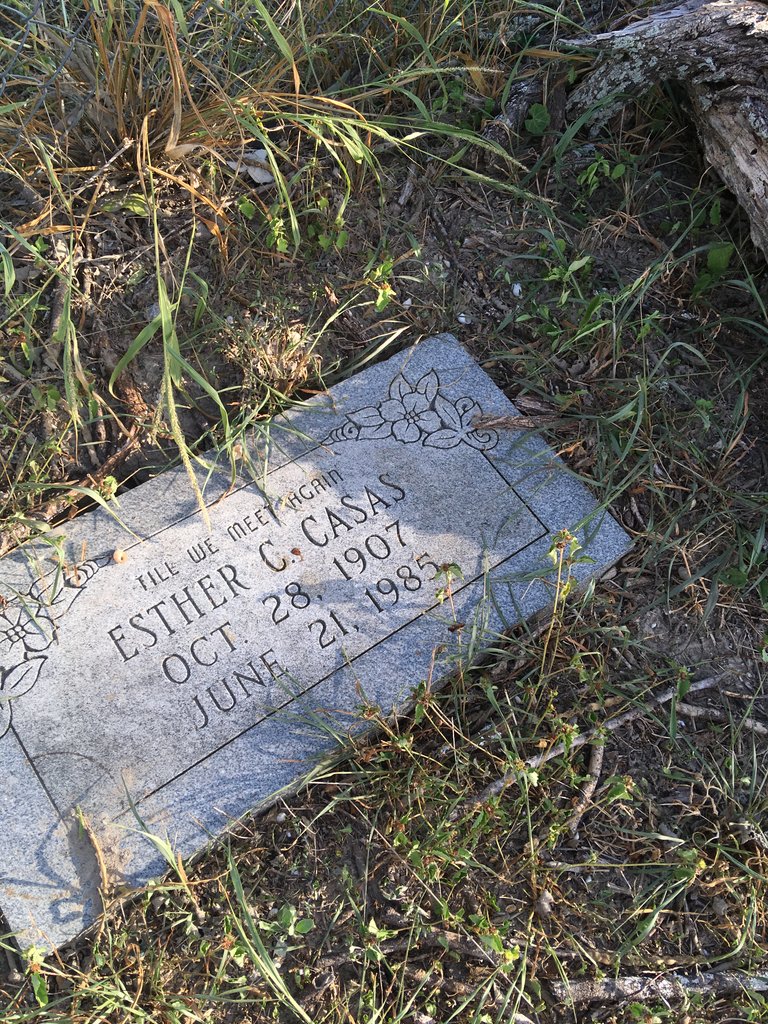 TILL WE MEET AGAIN
ESTHER C. CASAS
OCT. 28, 1907
JUNE 21, 1985